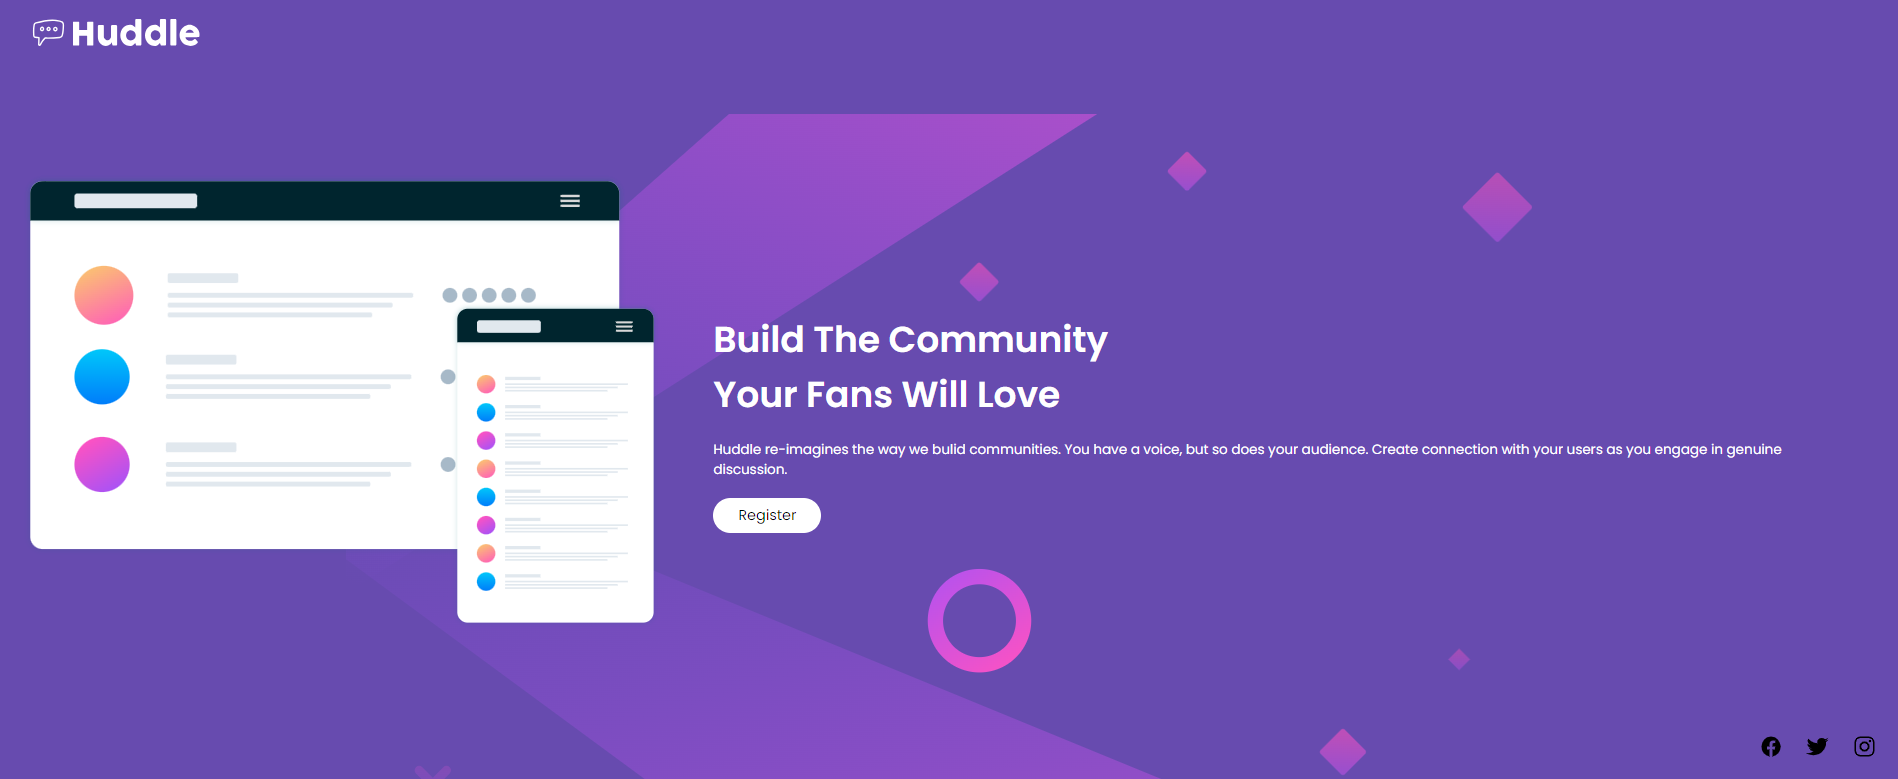 Huddle
Build The Community
Your Fans Will Love
Huddle re-imagines the way we bulid communities. You have a voice, but so does your audience. Create connection with your users as you engage in genuine
discussion.
Register